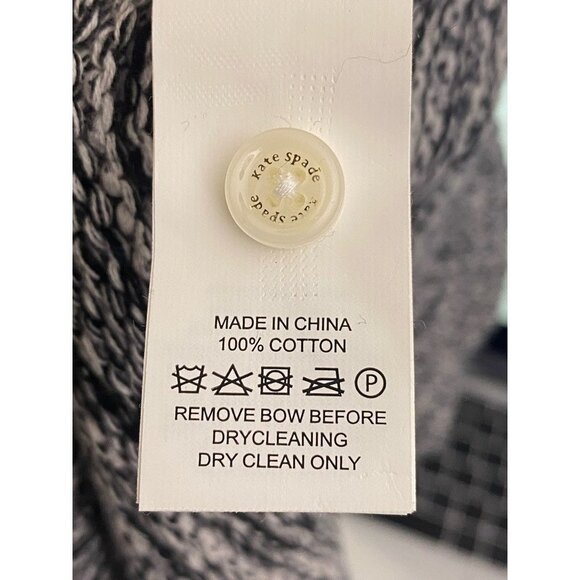 kate spade kate spade
MADE IN CHINA
100% COTTON
P
REMOVE BOW BEFORE
DRYCLEANING
DRY CLEAN ONLY